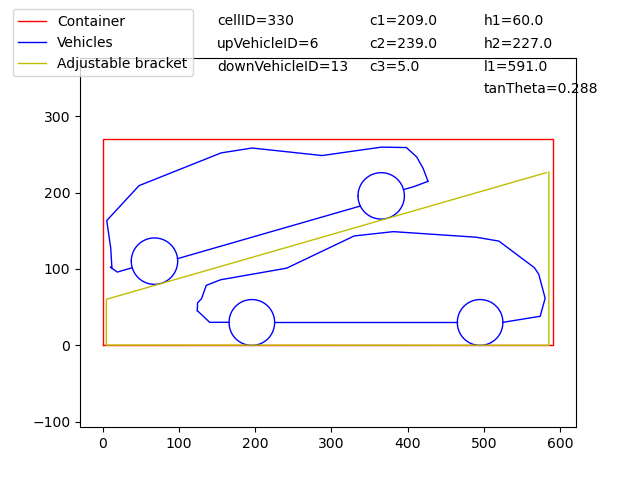 Container
Vehicles
Adjustable bracket
cellID=330
upVehicleID=6
downVehicleID=13
c1=209.0
c2=239.0
c3=5.0
h1=60.0
h2=227.0
l1=591.0
tanTheta=0.288
300
200
100
0
−100
0 100 200 300 400 500 600